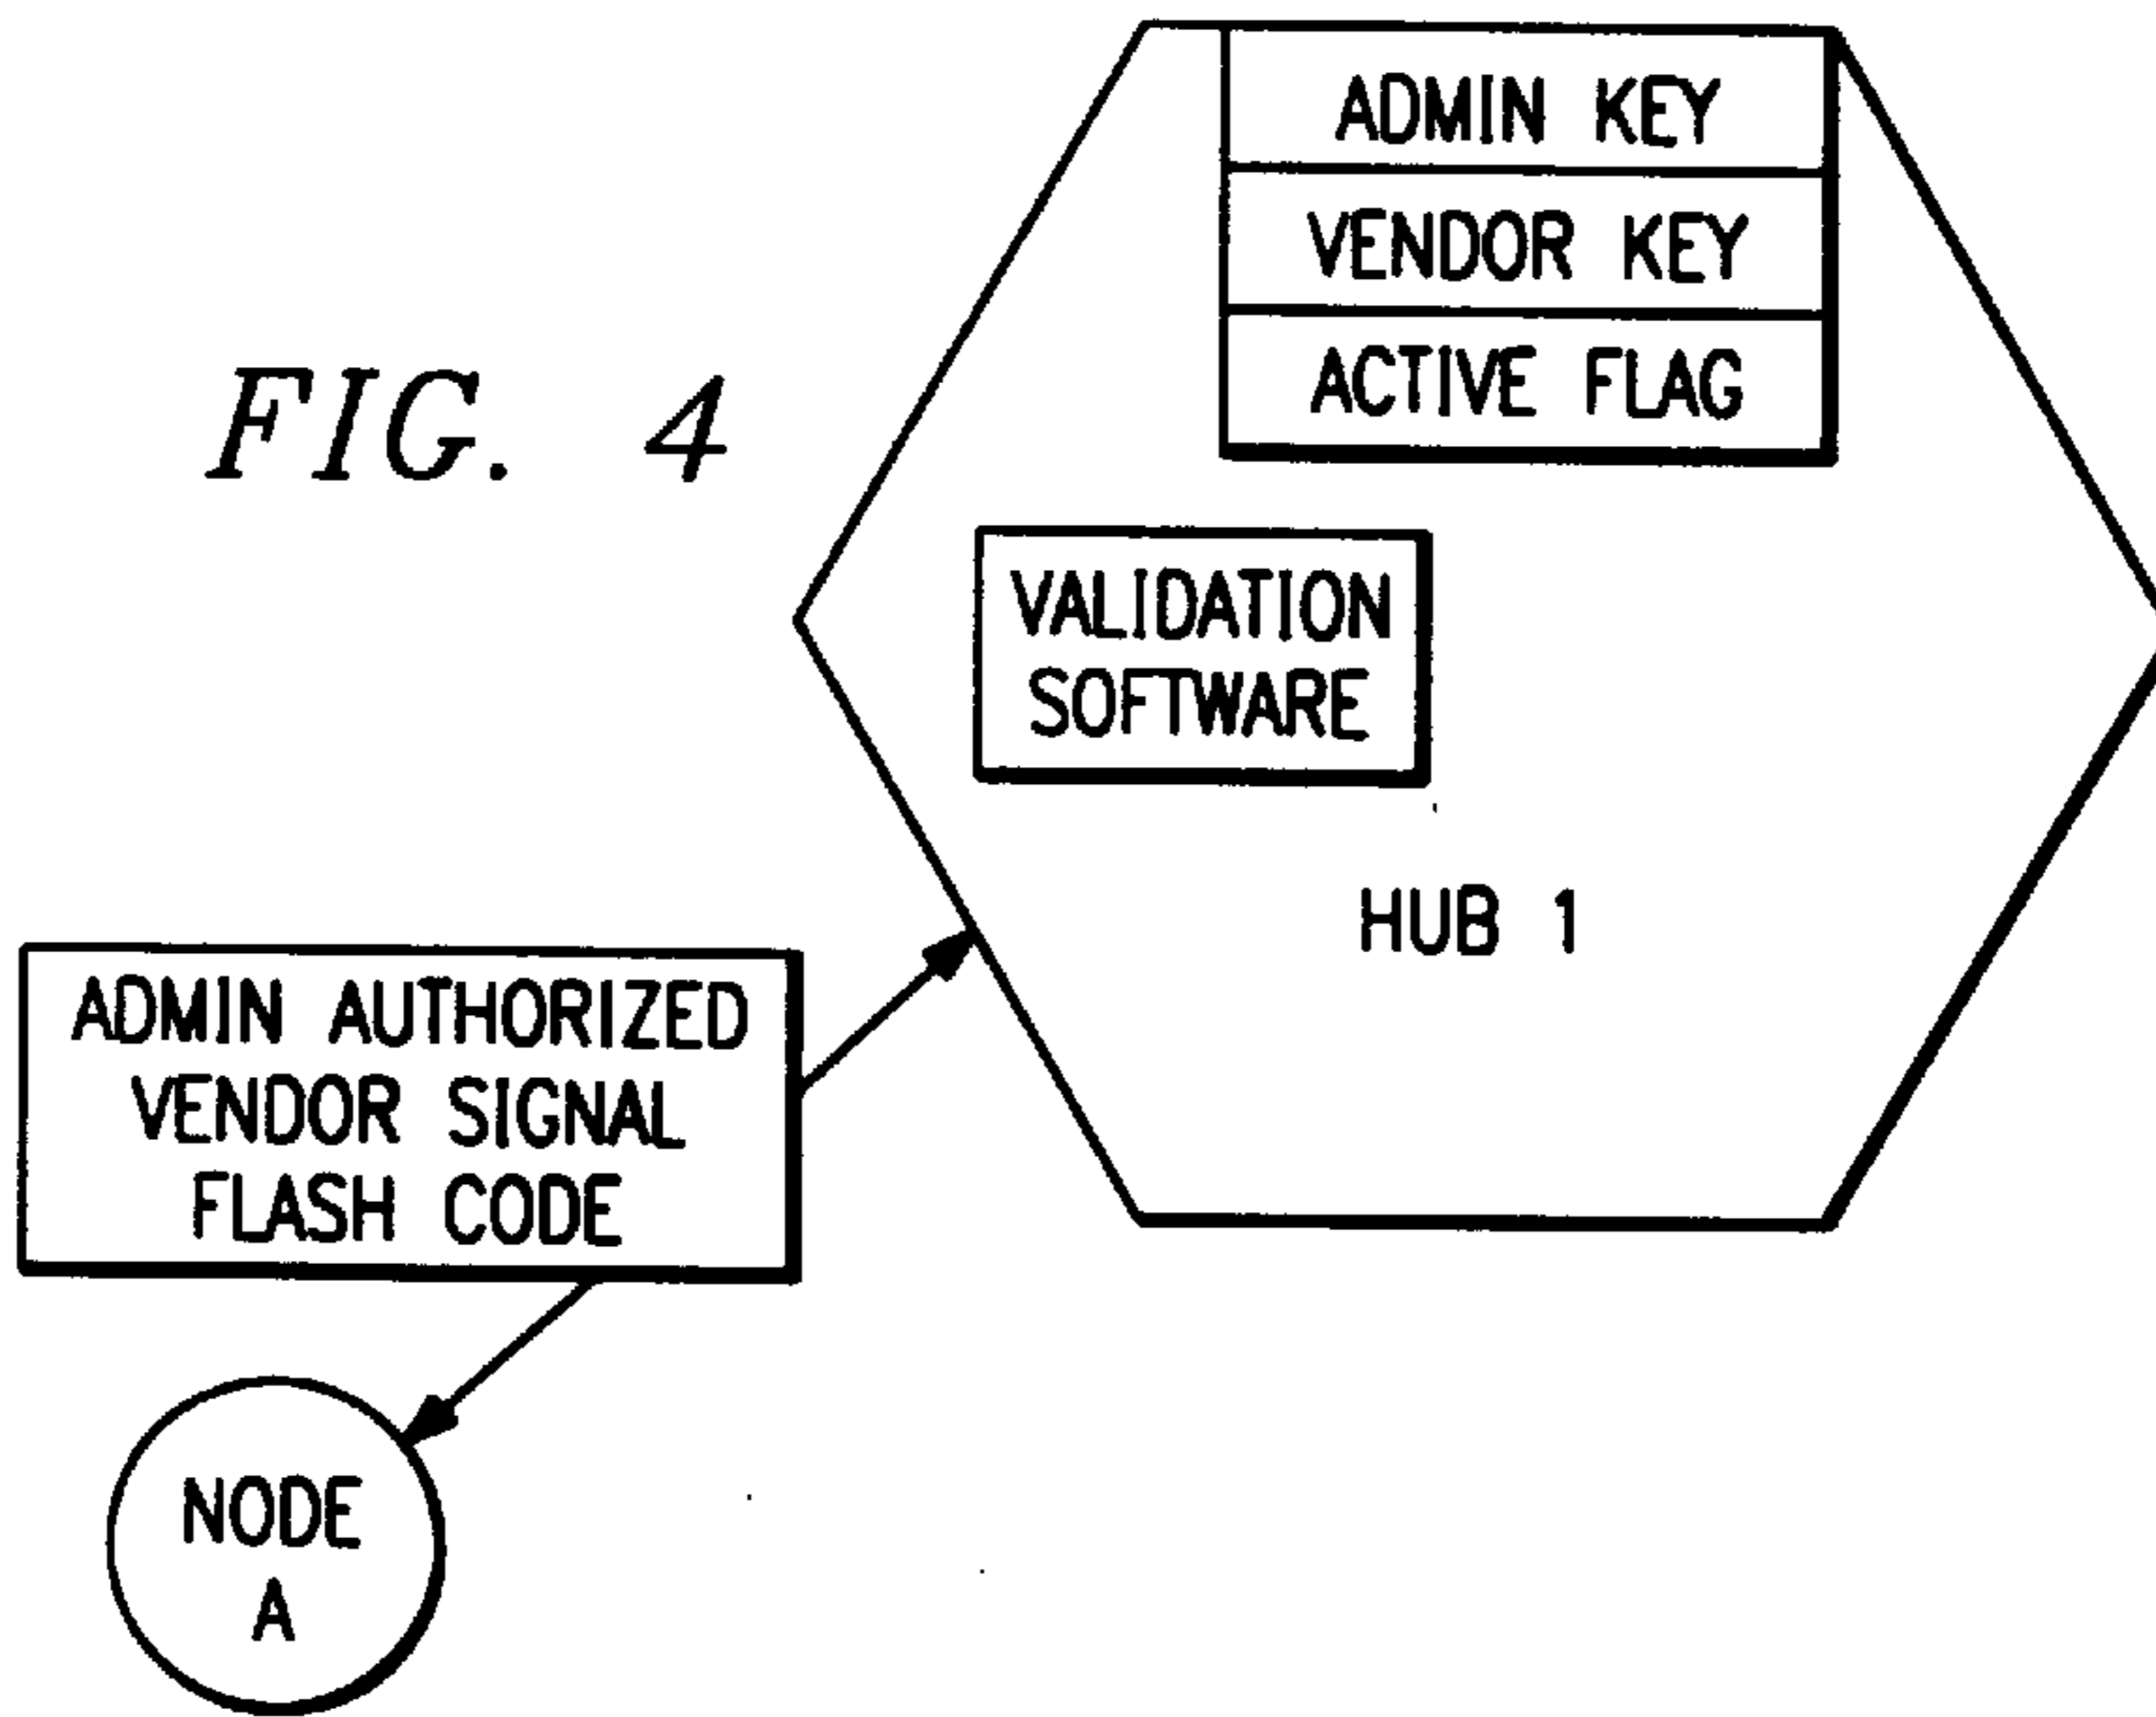 FIG. 4
ADMIN KEY
VENDOR KEY
ACTIVE FLAG
VALIDATION
SOFTWARE
HUB 1
ADMIN AUTHORIZED
VENDOR SIGNAL
FLASH CODE
NODE
A